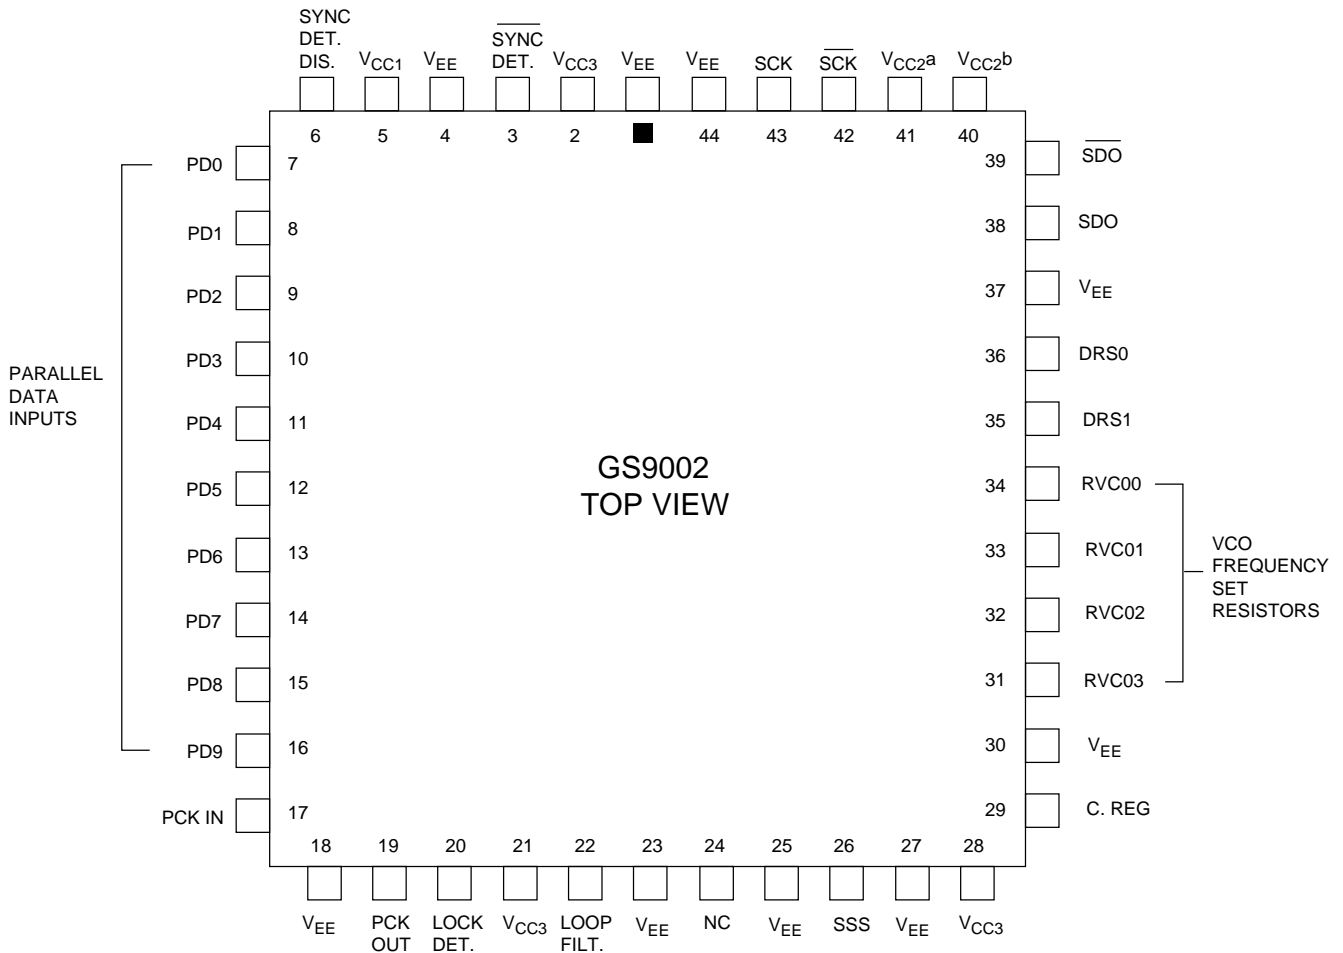 SYNC
DET.
DIS.
VCC1
VEE
SYNC
DET.
VCC3
VEE
VEE
SCK
SCK
VCC2a
VCC2b
6 5 4 3 2 44 43 42 41 40
PD0 7
PD1 8
PD2 9
PD3 10
PD4 11
PD5 12
PD6 13
PD7 14
PD8 15
PD9 16
PCK IN 17
PARALLEL
DATA
INPUTS
GS9002
TOP VIEW
39 SDO
38 SDO
37 VEE
36 DRS0
35 DRS1
34 RVC00
33 RVC01
32 RVC02
31 RVC03
30 VEE
29 C. REG
VCO
FREQUENCY
SET
RESISTORS
18 19 20 21 22 23 24 25 26 27 28
VEE
PCK
OUT
LOCK
DET.
VCC3
LOOP
FILT.
VEE
NC
VEE
SSS
VEE
VCC3